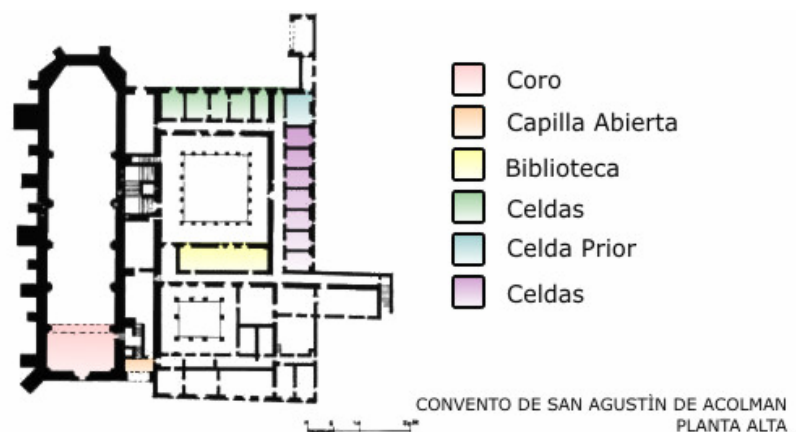 Coro
Capilla Abierta
Biblioteca
Celdas
Celda Prior
Celdas
CONVENTO DE SAN AGUSTÌN DE ACOLMAN
PLANTA ALTA